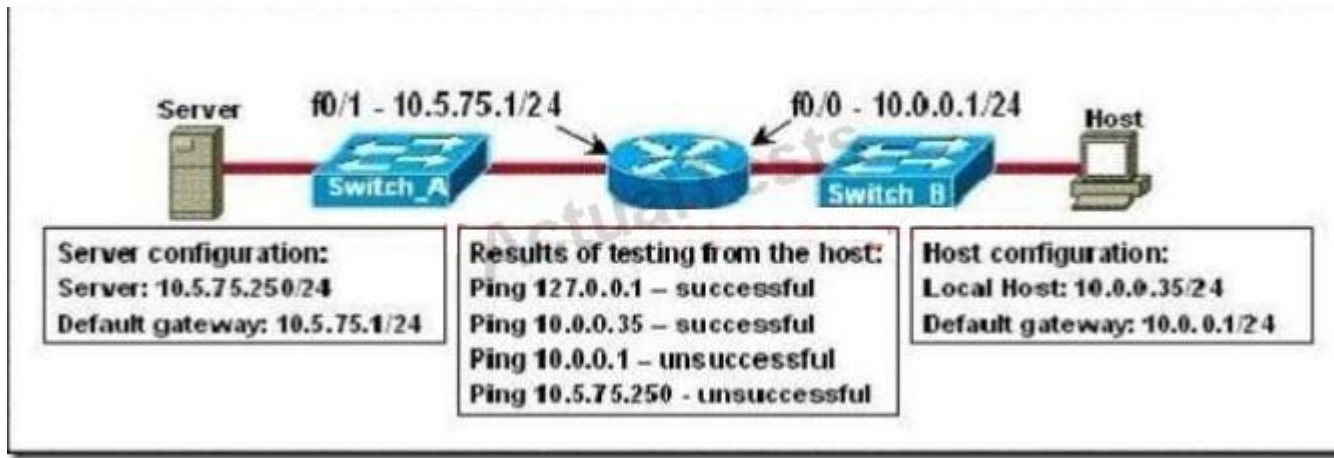 Server
f0/1 - 10.5.75.1/24
f0/0 - 10.0.0.1/24
Host
Switch_A
Switch_B
Actualtests
Server configuration:
Server: 10.5.75.250/24
Default gateway: 10.5.75.1/24
Results of testing from the host:
Ping 127.0.0.1 – successful
Ping 10.0.0.35 – successful
Ping 10.0.0.1 – unsuccessful
Ping 10.5.75.250 - unsuccessful
Host configuration:
Local Host: 10.0.0.35/24
Default gateway: 10.0.0.1/24